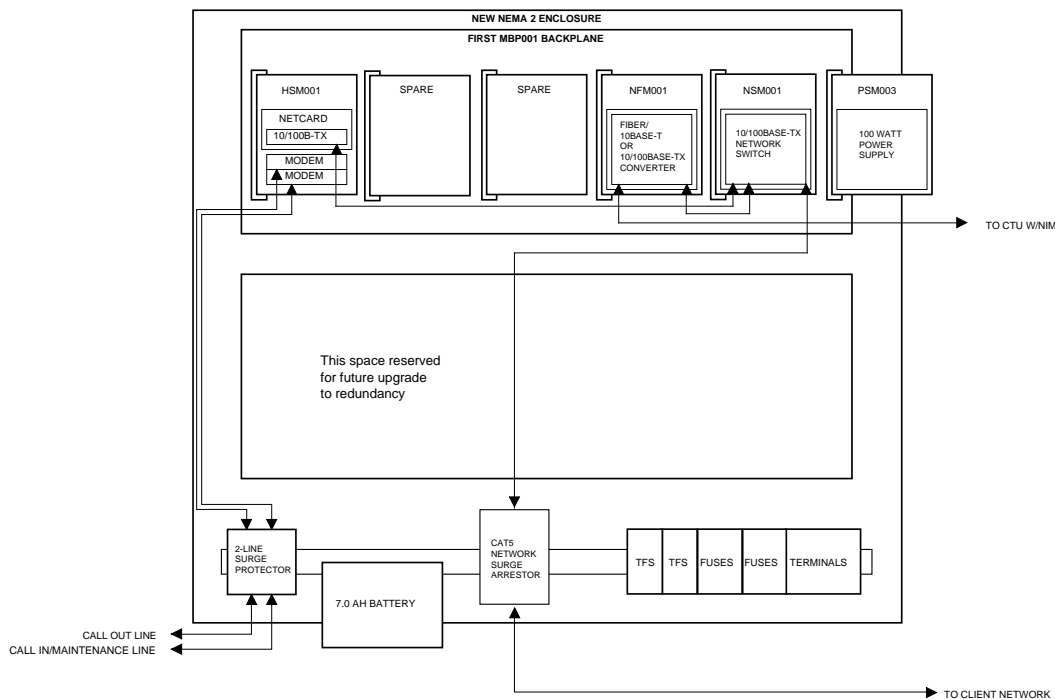 NEW NEMA 2 ENCLOSURE
FIRST MBP001 BACKPLANE
HSM001
NETCARD
10/100B-TX
MODEM
MODEM
SPARE
SPARE
NFM001
FIBER/
10BASE-T
OR
10/100BASE-TX
CONVERTER
NSM001
10/100BASE-TX
NETWORK
SWITCH
PSM003
100 WATT
POWER
SUPPLY
TO CTU W/NIM
This space reserved
for future upgrade
to redundancy
2-LINE
SURGE
PROTECTOR
7.0 AH BATTERY
CAT5
NETWORK
SURGE
ARRESTOR
TFS
TFS
FUSES
FUSES
TERMINALS
CALL OUT LINE
CALL IN/MAINTENANCE LINE
TO CLIENT NETWORK